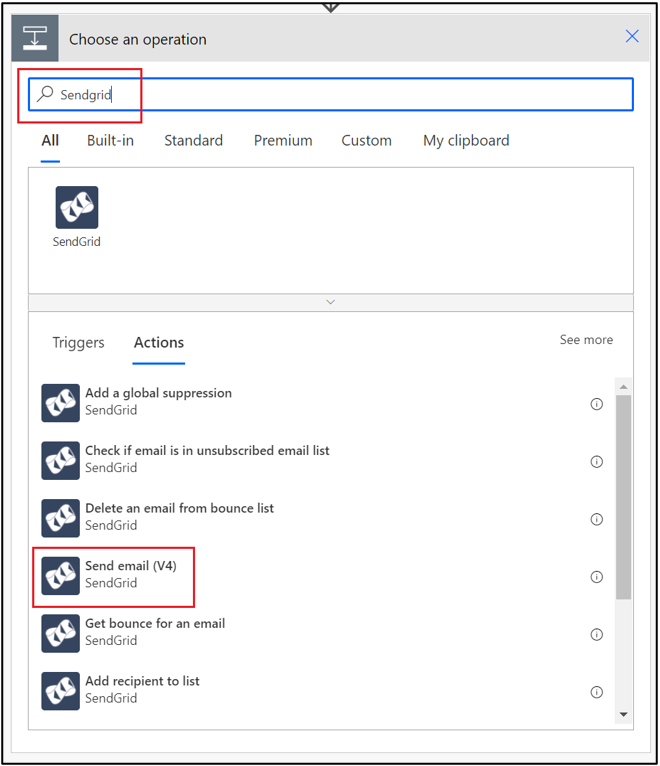 Choose an operation
Sendgrid
All Built-in Standard Premium Custom My clipboard
SendGrid
Triggers Actions See more
Add a global suppression
SendGrid
Check if email is in unsubscribed email list
SendGrid
Delete an email from bounce list
SendGrid
Send email (V4)
SendGrid
Get bounce for an email
SendGrid
Add recipient to list
SendGrid